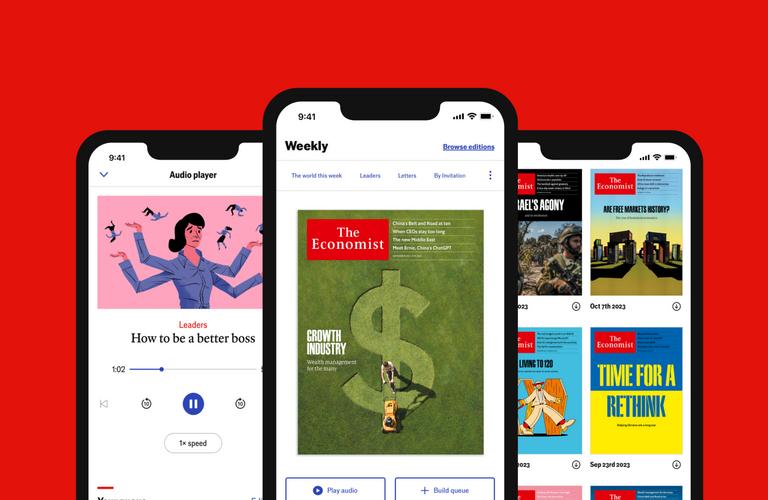 9:41
Audio player
Leaders
How to be a better boss
1:02
10
10
1× speed
9:41
Weekly
Browse editions
The world this week
Leaders
Letters
By Invitation
The
Economist
China's Belt and Road at ten
When CEOs stay too long
The new Middle East
Meet Ernie, China's ChatGPT
GROWTH
INDUSTRY
Wealth management
for the many
Play audio
Build queue
AGONY
The
Economist
ARE FREE MARKETS HISTORY?
2023
Oct 7th 2023
LIVING TO 120
The
Economist
TIME FOR A
RETHINK
2023
Sep 23rd 2023